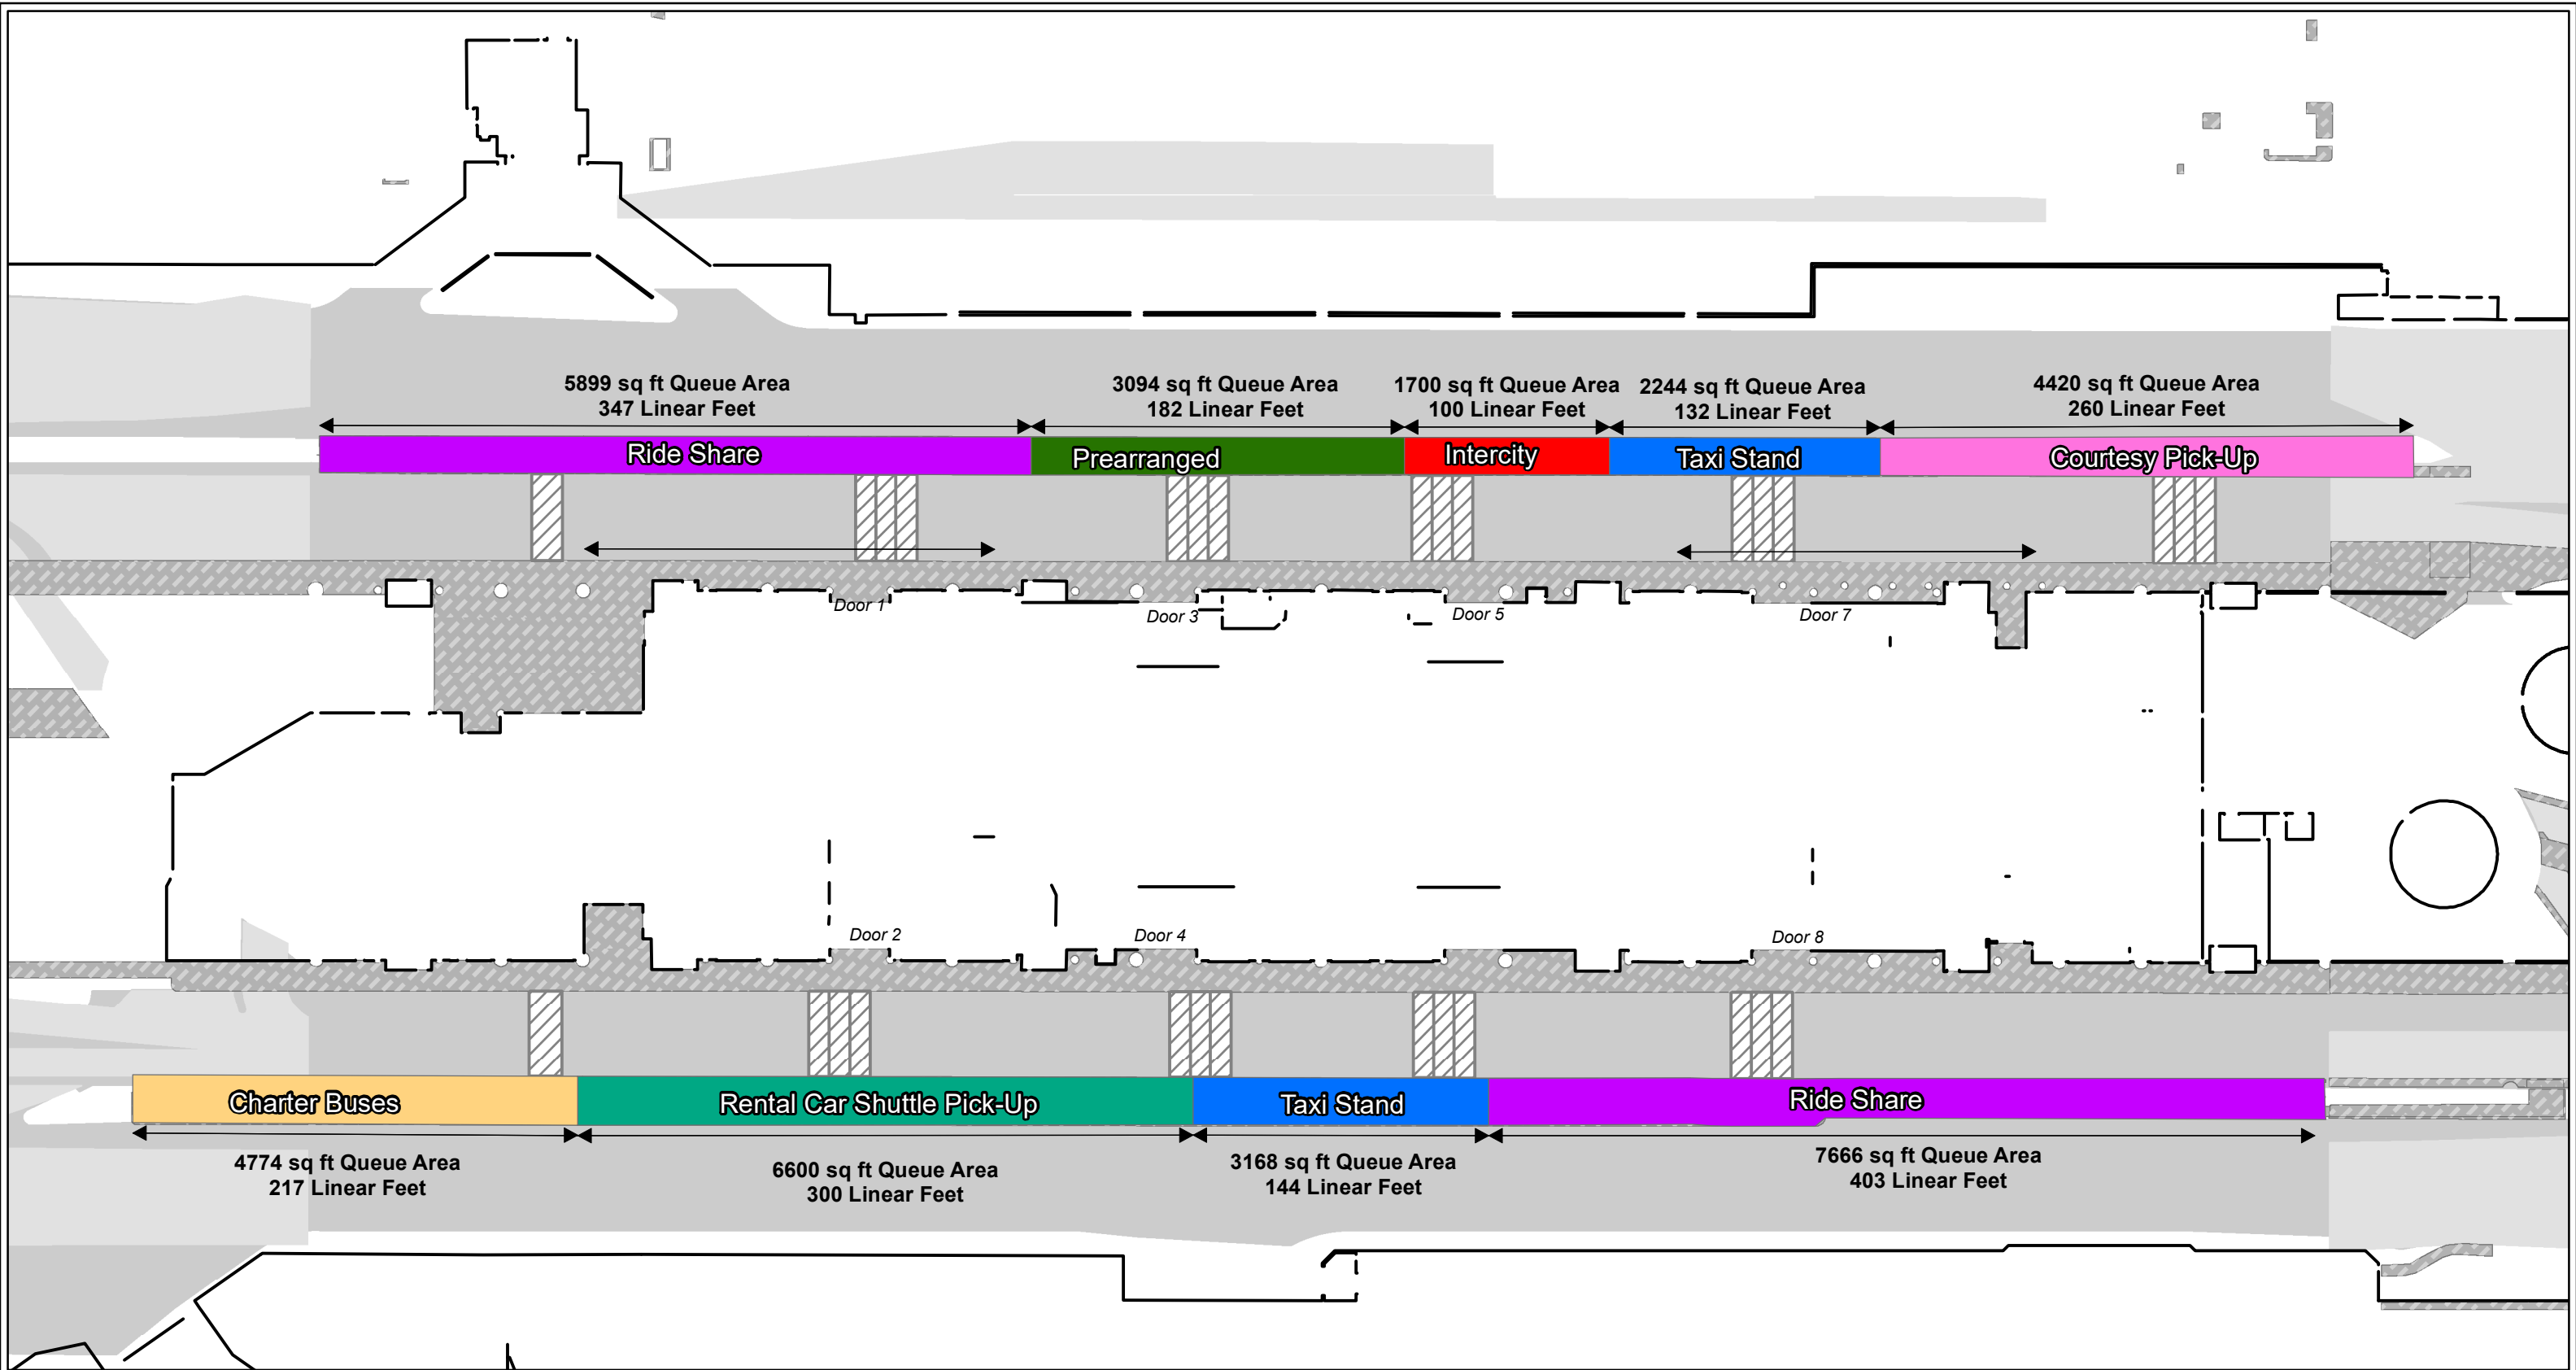 5899 sq ft Queue Area
347 Linear Feet
3094 sq ft Queue Area
182 Linear Feet
1700 sq ft Queue Area
100 Linear Feet
2244 sq ft Queue Area
132 Linear Feet
4420 sq ft Queue Area
260 Linear Feet
Ride Share
Prearranged
Intercity
Taxi Stand
Courtesy Pick-Up
Door 1
Door 3
Door 5
Door 7
Door 2
Door 4
Door 8
Charter Buses
Rental Car Shuttle Pick-Up
Taxi Stand
Ride Share
4774 sq ft Queue Area
217 Linear Feet
6600 sq ft Queue Area
300 Linear Feet
3168 sq ft Queue Area
144 Linear Feet
7666 sq ft Queue Area
403 Linear Feet